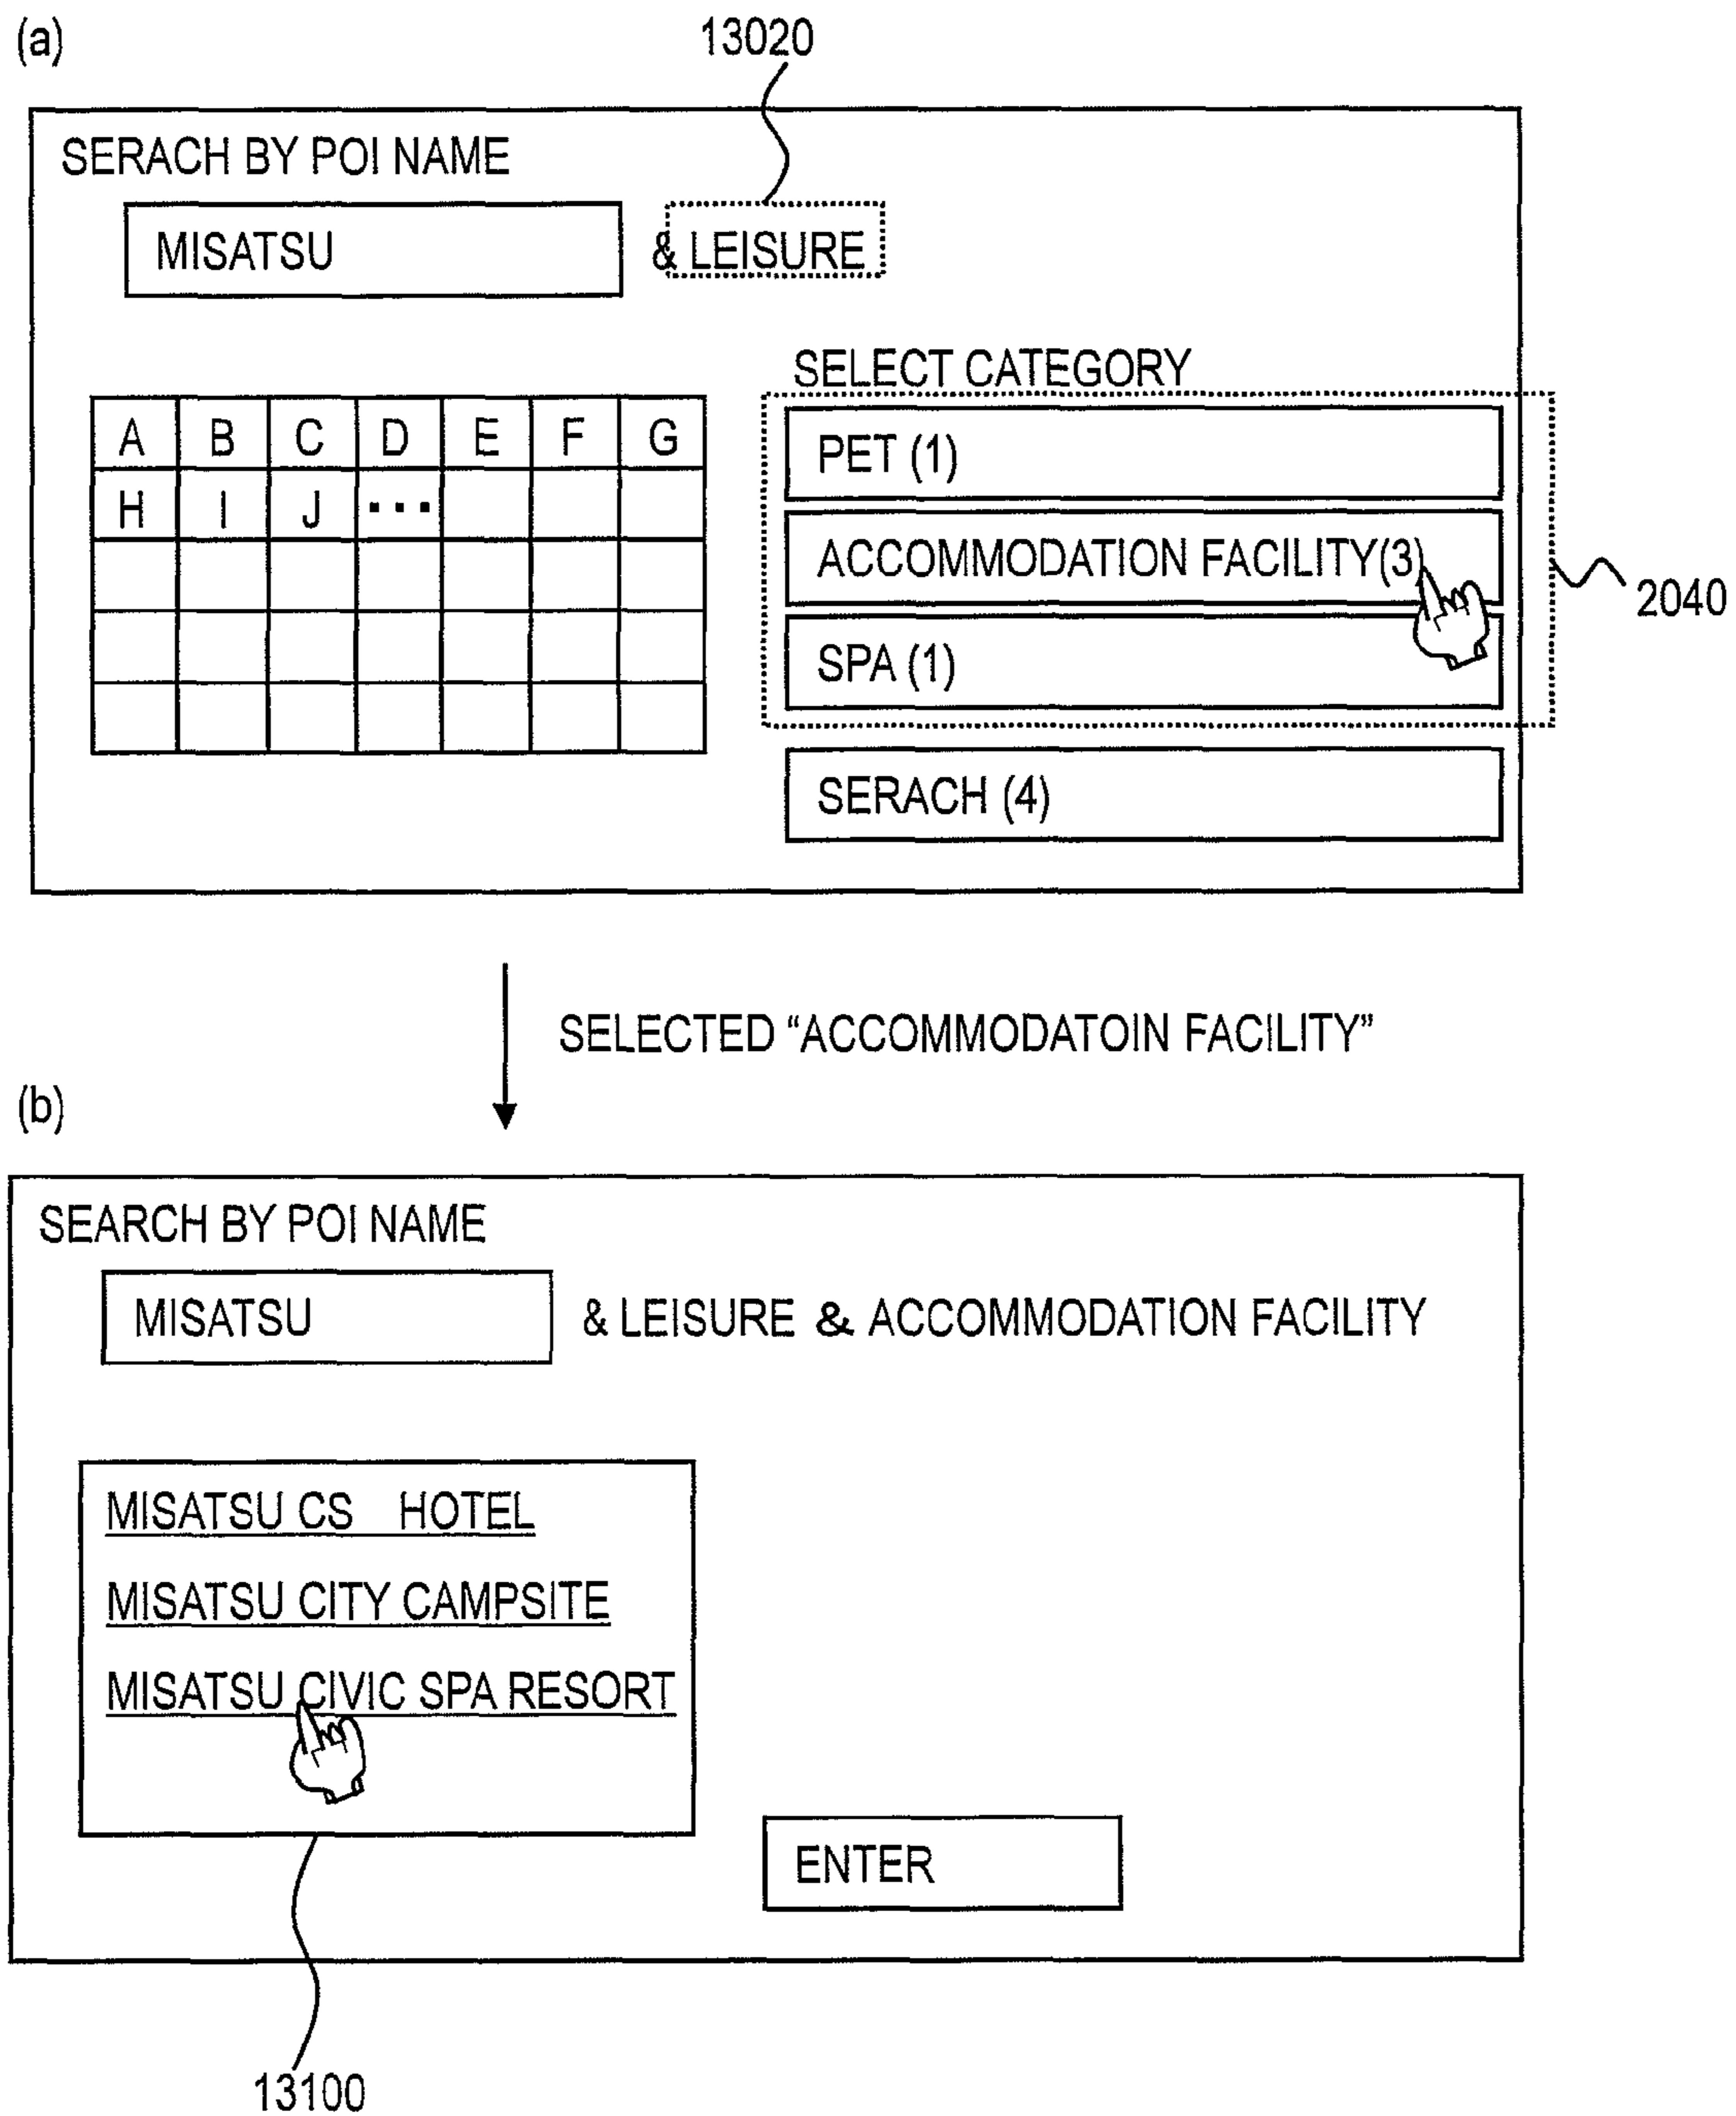 (a)
13020
SERACH BY POI NAME
MISATSU & LEISURE
SELECT CATEGORY
A B C D E F G
H I J ...
PET (1)
ACCOMMODATION FACILITY(3)
2040
SPA (1)
SERACH (4)
SELECTED “ACCOMMODATOIN FACILITY”
(b)
SEARCH BY POI NAME
MISATSU & LEISURE & ACCOMMODATION FACILITY
MISATSU CS HOTEL
MISATSU CITY CAMPSITE
MISATSU CIVIC SPA RESORT
ENTER
13100